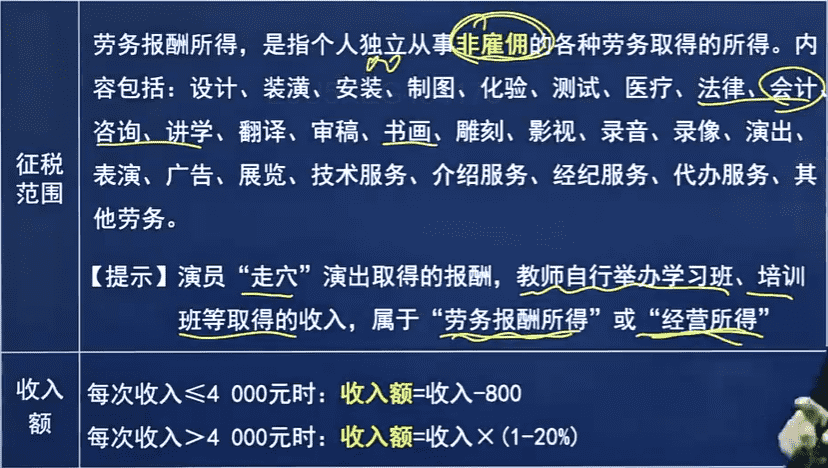 劳务报酬所得，是指个人独立从事非雇佣的各种劳务取得的所得。内
容包括：设计、装潢、安装、制图、化验、测试、医疗、法律、会计、
咨询、讲学、翻译、审稿、书画、雕刻、影视、录音、录像、演出、
征税
范围
表演、广告、展览、技术服务、介绍服务、经纪服务、代办服务、其
他劳务。
【提示】演员“走穴”演出取得的报酬，教师自行举办学习班、培训
班等取得的收入，属于“劳务报酬所得”或“经营所得”
收入
额
每次收入≤4 000元时：收入额=收入-800
每次收入＞4 000元时：收入额=收入×(1-20%)